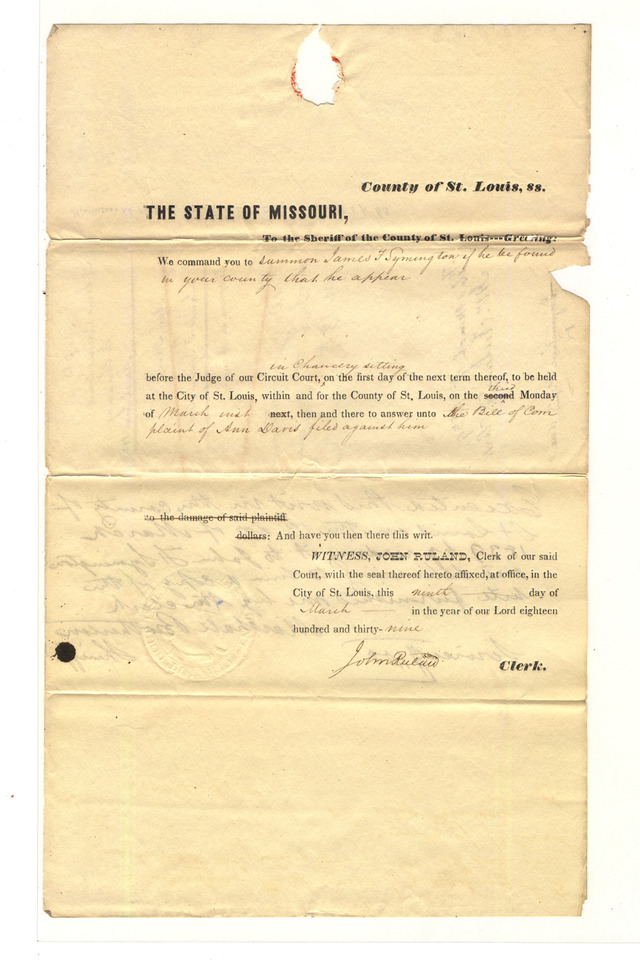 County of St. Louis, ss.
THE STATE OF MISSOURI,
To the Sheriff of the County of St. Louis---Greeting:
We command you to summon James F Symington if he be found
in your county that he appear
in Chancery sitting
before the Judge of our Circuit Court, on the first day of the next term thereof, to be held
at the City of St. Louis, within and for the County of St. Louis, on the second third Monday
of March inst next, then and there to answer unto the Bill of Com
plaint of Ann Davis filed against him
to the damage of said plaintiff
dollars: And have you then there this writ.
WITNESS, JOHN RULAND, Clerk of our said
Court, with the seal thereof hereto affixed, at office, in the
City of St. Louis, this ninth day of
March in the year of our Lord eighteen
hundred and thirty- nine
John Ruland Clerk.